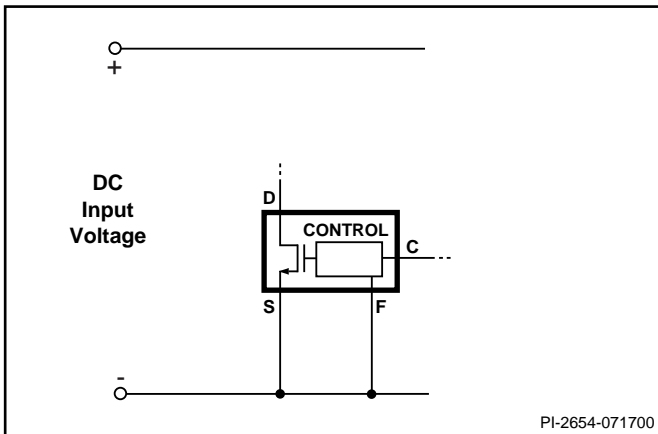 +
DC
Input
Voltage
D
CONTROL
C
S
F
-
PI-2654-071700